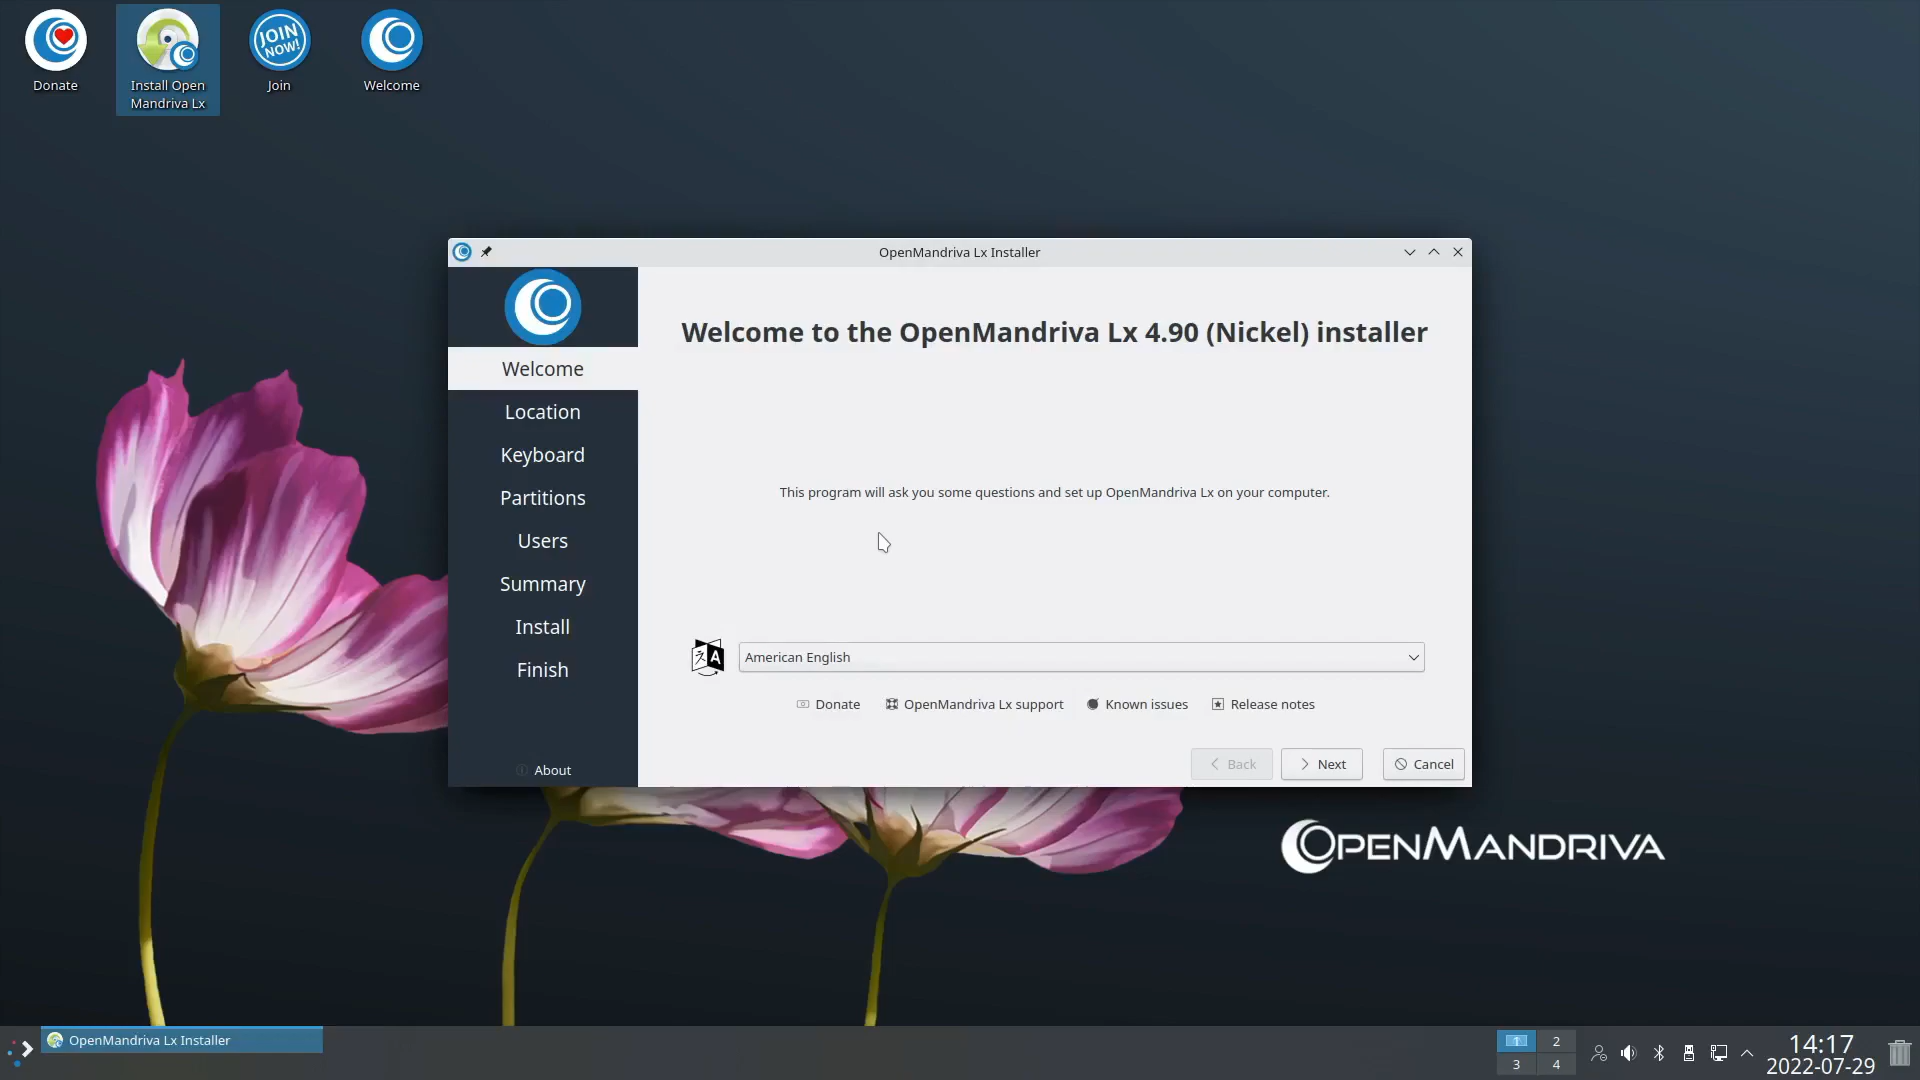 Donate
Install Open
Mandriva Lx
JOIN
NOW!
Join
Welcome
OpenMandriva Lx Installer
Welcome
Location
Keyboard
Partitions
Users
Summary
Install
Finish
About
Welcome to the OpenMandriva Lx 4.90 (Nickel) installer
This program will ask you some questions and set up OpenMandriva Lx on your computer.
American English
Donate
OpenMandriva Lx support
Known issues
Release notes
Back
Next
Cancel
OPENMANDRIVA
OpenMandriva Lx Installer
1
2
3
4
14:17
2022-07-29